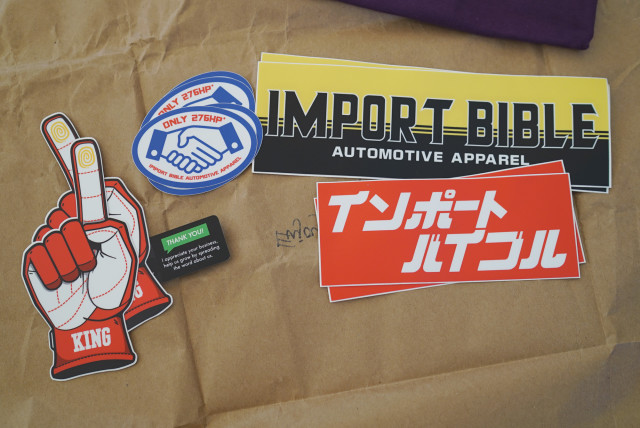 ONLY 276HP*
ONLY 276HP*
IMPORT BIBLE AUTOMOTIVE APPAREL
IMPORT BIBLE
AUTOMOTIVE APPAREL
インポート
バイブル
THANK YOU!
I appreciate your business,
help us grow by spreading
the word about us.
KING